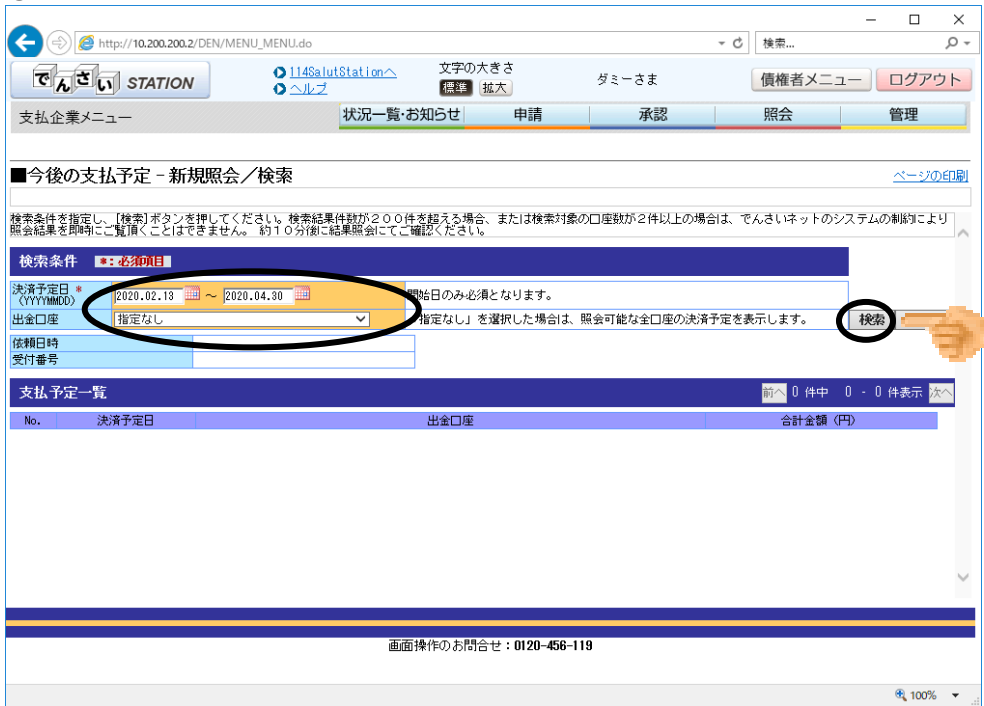 http://10.200.200.2/DEN/MENU_MENU.do
検索...
でんさい STATION
114SalutStationへ
ヘルプ
文字の大きさ
標準 拡大
ダミーさま
債権者メニュー
ログアウト
支払企業メニュー
状況一覧・お知らせ 申請 承認 照会 管理
■今後の支払予定－新規照会／検索
ページの印刷
検索条件を指定し、[検索]ボタンを押してください。検索結果件数が２００件を超える場合、または検索対象の口座数が２件以上の場合は、でんさいネットのシステムの制約により
照会結果を即時にご覧頂くことはできません。 約１０分後に結果照会にてご確認ください。
検索条件 *：必須項目
決済予定日 *
(YYYYMMDD)
2020.02.13 ～ 2020.04.30
開始日のみ必須となります。
出金口座
指定なし
指定なし」を選択した場合は、照会可能な全口座の決済予定を表示します。
検索
依頼日時
受付番号
支払予定一覧
前へ 0 件中 0 - 0 件表示 次へ
No. 決済予定日 出金口座 合計金額（円）
画面操作のお問合せ：0120-456-119
100%